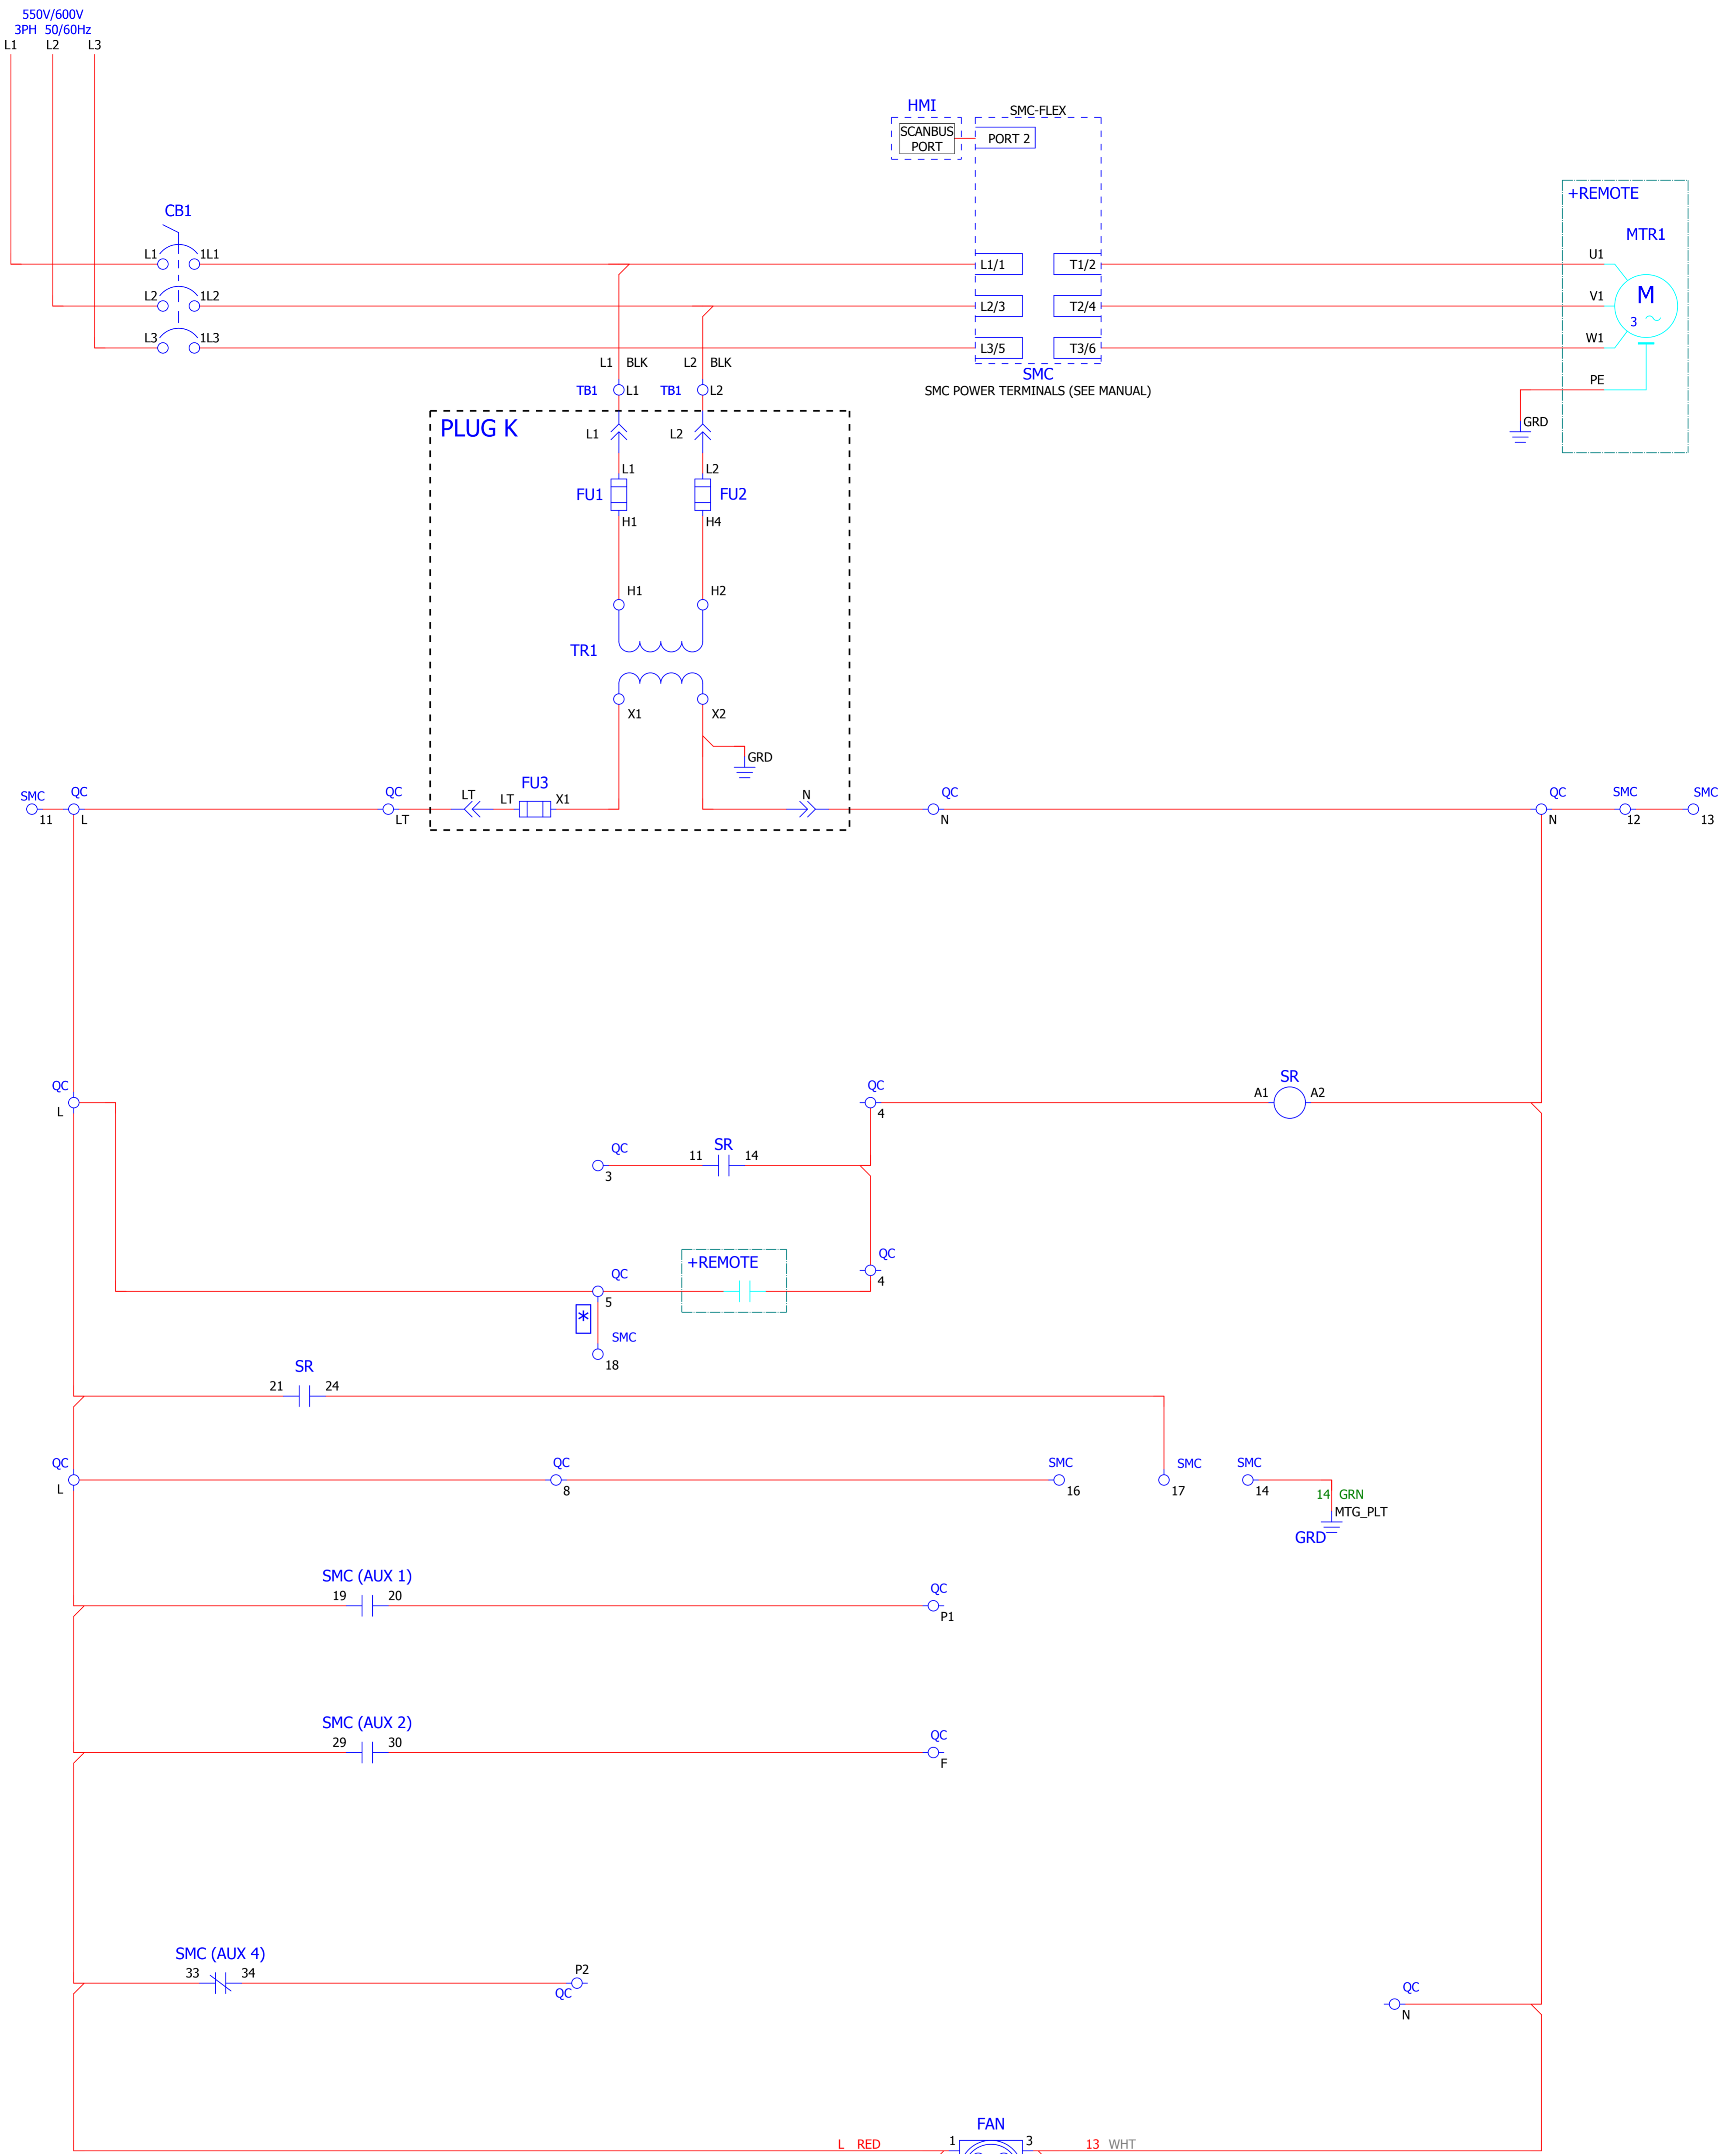 550V/600V
3PH 50/60Hz
L1 L2 L3
HMI
SMC-FLEX
SCANBUS
PORT
PORT 2
+REMOTE
CB1
MTR1
L1 1L1
L1/1 T1/2
U1
L2 1L2
L2/3 T2/4
V1
M
3
L3 1L3
L3/5 T3/6
W1
L1 BLK L2 BLK
SMC
SMC POWER TERMINALS (SEE MANUAL)
PE
TB1 L1 TB1 L2
GRD
PLUG K
L1 L2
L1 L2
FU1 FU2
H1 H4
H1 H2
TR1
X1 X2
GRD
SMC QC QC
LT LT FU3 X1
N
QC
QC SMC SMC
11 L LT
N
N 12 13
QC
L
QC
4
SR
A1 A2
QC
3
SR
11 14
QC
4
+REMOTE
QC
5
*
SMC
18
SR
21 24
QC
L
QC
8
SMC
16
SMC
17
SMC
14
14 GRN
MTG_PLT
GRD
SMC (AUX 1)
19 20
QC
P1
SMC (AUX 2)
29 30
QC
F
SMC (AUX 4)
33 34
P2
QC
QC
N
FAN
L RED 1 3 13 WHT